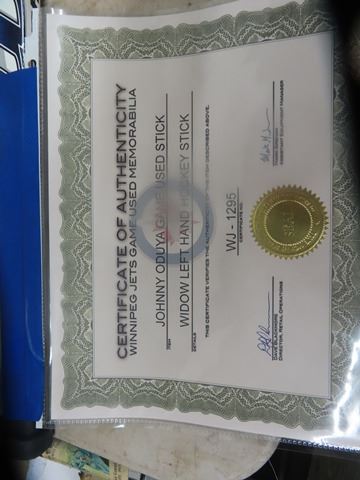 CERTIFICATE OF AUTHENTICITY
WINNIPEG JETS GAME USED MEMORABILIA
JOHNNY ODUYA GAME USED STICK
ITEM
WIDOW LEFT HAND HOCKEY STICK
DETAILS
THIS CERTIFICATE VERIFIES THE AUTHENTICITY OF THE ITEM DESCRIBED ABOVE.
WJ - 1295
CERTIFICATE NO.
DIRECTOR, RETAIL OPERATIONS
ASSISTANT EQUIPMENT MANAGER
SEAL